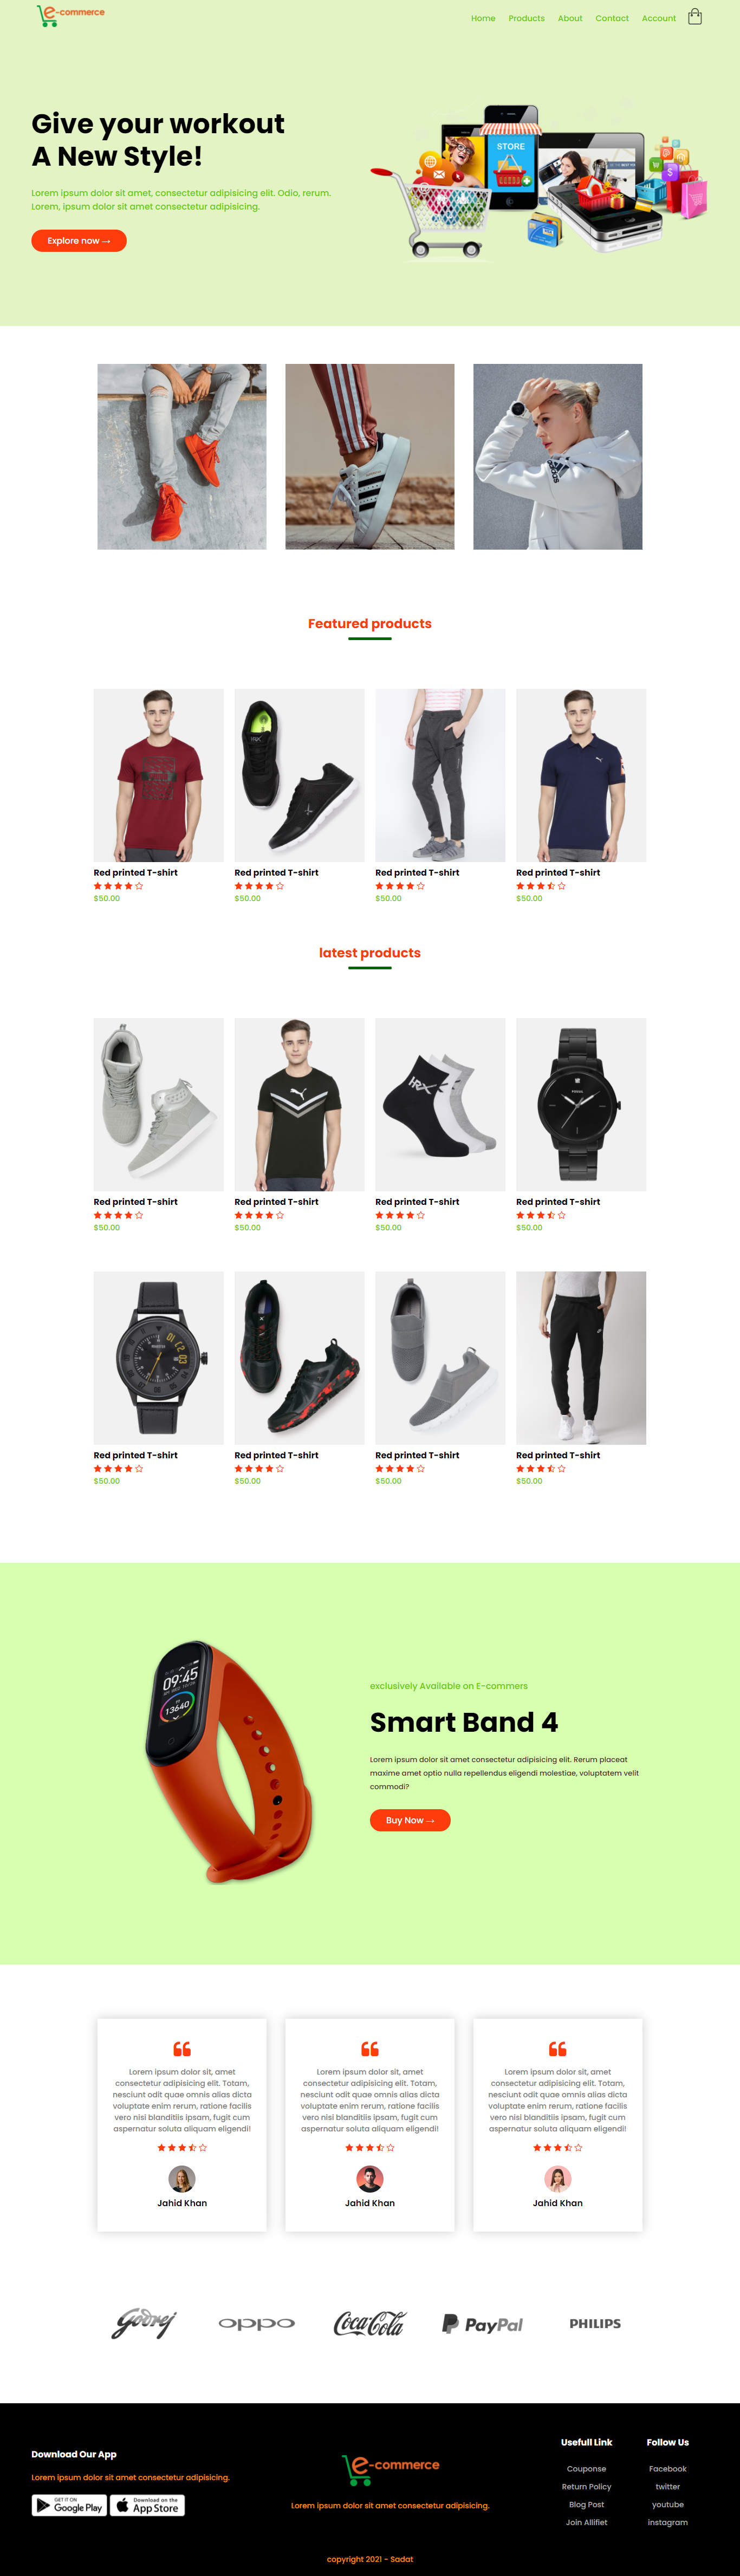 e-commerce
Home Products About Contact Account
Give your workout
A New Style!
Lorem ipsum dolor sit amet, consectetur adipisicing elit. Odio, rerum.
Lorem, ipsum dolor sit amet consectetur adipisicing.
Explore now →
STORE
adidas
Featured products
Red printed T-shirt
$50.00
Red printed T-shirt
$50.00
Red printed T-shirt
$50.00
Red printed T-shirt
$50.00
latest products
HRX
Red printed T-shirt
$50.00
Red printed T-shirt
$50.00
Red printed T-shirt
$50.00
Red printed T-shirt
$50.00
Red printed T-shirt
$50.00
Red printed T-shirt
$50.00
Red printed T-shirt
$50.00
Red printed T-shirt
$50.00
09:45
13640
exclusively Available on E-commers
Smart Band 4
Lorem ipsum dolor sit amet consectetur adipisicing elit. Rerum placeat
maxime amet optio nulla repellendus eligendi molestiae, voluptatem velit
commodi?
Buy Now →
Lorem ipsum dolor sit, amet
consectetur adipisicing elit. Totam,
nesciunt odit quae omnis alias dicta
voluptate enim rerum, ratione facilis
vero nisi blanditiis ipsam, fugit cum
aspernatur soluta aliquam eligendi!
Jahid Khan
Lorem ipsum dolor sit, amet
consectetur adipisicing elit. Totam,
nesciunt odit quae omnis alias dicta
voluptate enim rerum, ratione facilis
vero nisi blanditiis ipsam, fugit cum
aspernatur soluta aliquam eligendi!
Jahid Khan
Lorem ipsum dolor sit, amet
consectetur adipisicing elit. Totam,
nesciunt odit quae omnis alias dicta
voluptate enim rerum, ratione facilis
vero nisi blanditiis ipsam, fugit cum
aspernatur soluta aliquam eligendi!
Jahid Khan
Godrej
oppo
Coca-Cola
PayPal
PHILIPS
Download Our App
Lorem ipsum dolor sit amet consectetur adipisicing.
GET IT ON
Google Play
Download on the
App Store
e-commerce
Lorem ipsum dolor sit amet consectetur adipisicing.
Usefull Link
Couponse
Return Policy
Blog Post
Join Allifiet
Follow Us
Facebook
twitter
youtube
instagram
copyright 2021 - Sadat